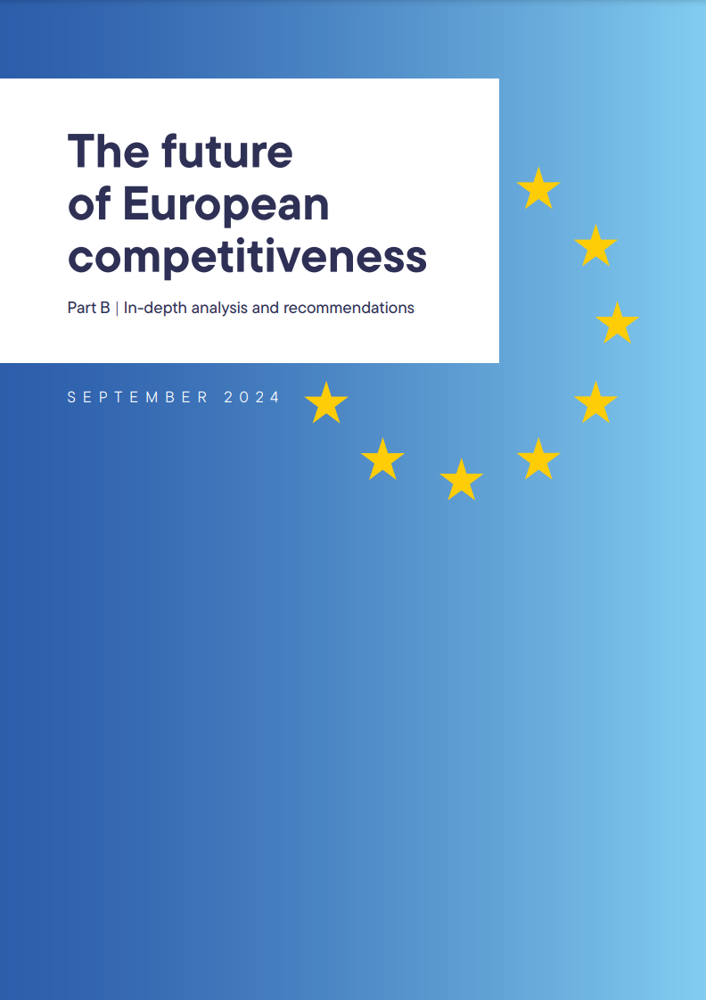 The future
of European
competitiveness
Part B | In-depth analysis and recommendations
SEPTEMBER 2024